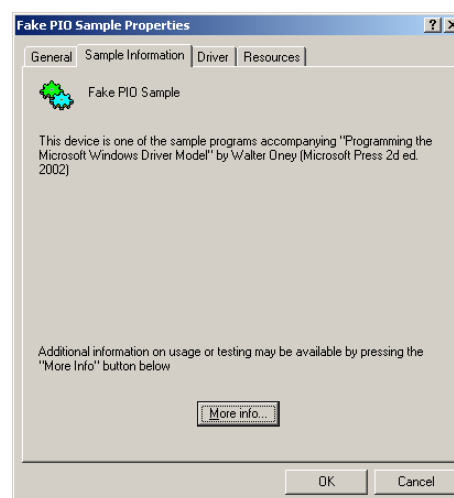 Fake PIO Sample Properties
General Sample Information Driver Resources
Fake PIO Sample
This device is one of the sample programs accompanying "Programming the
Microsoft Windows Driver Model" by Walter Oney (Microsoft Press 2d ed.
2002)
Additional information on usage or testing may be available by pressing the
"More Info" button below
More info...
OK Cancel